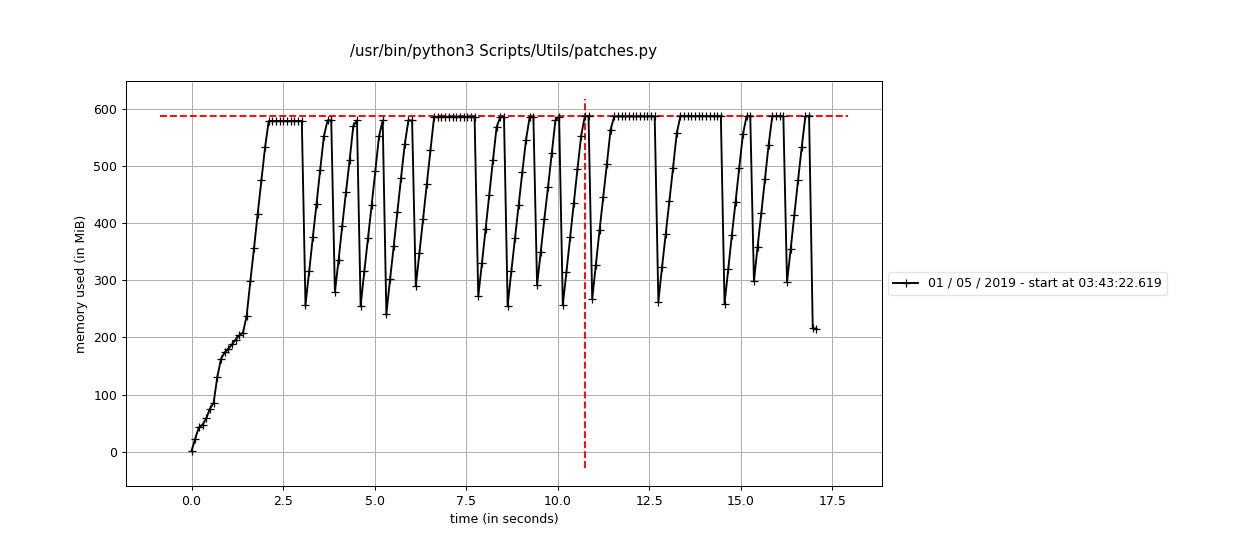 /usr/bin/python3 Scripts/Utils/patches.py
600
500
400
300
200
100
0
memory used (in MiB)
0.0 2.5 5.0 7.5 10.0 12.5 15.0 17.5
time (in seconds)
01 / 05 / 2019 - start at 03:43:22.619